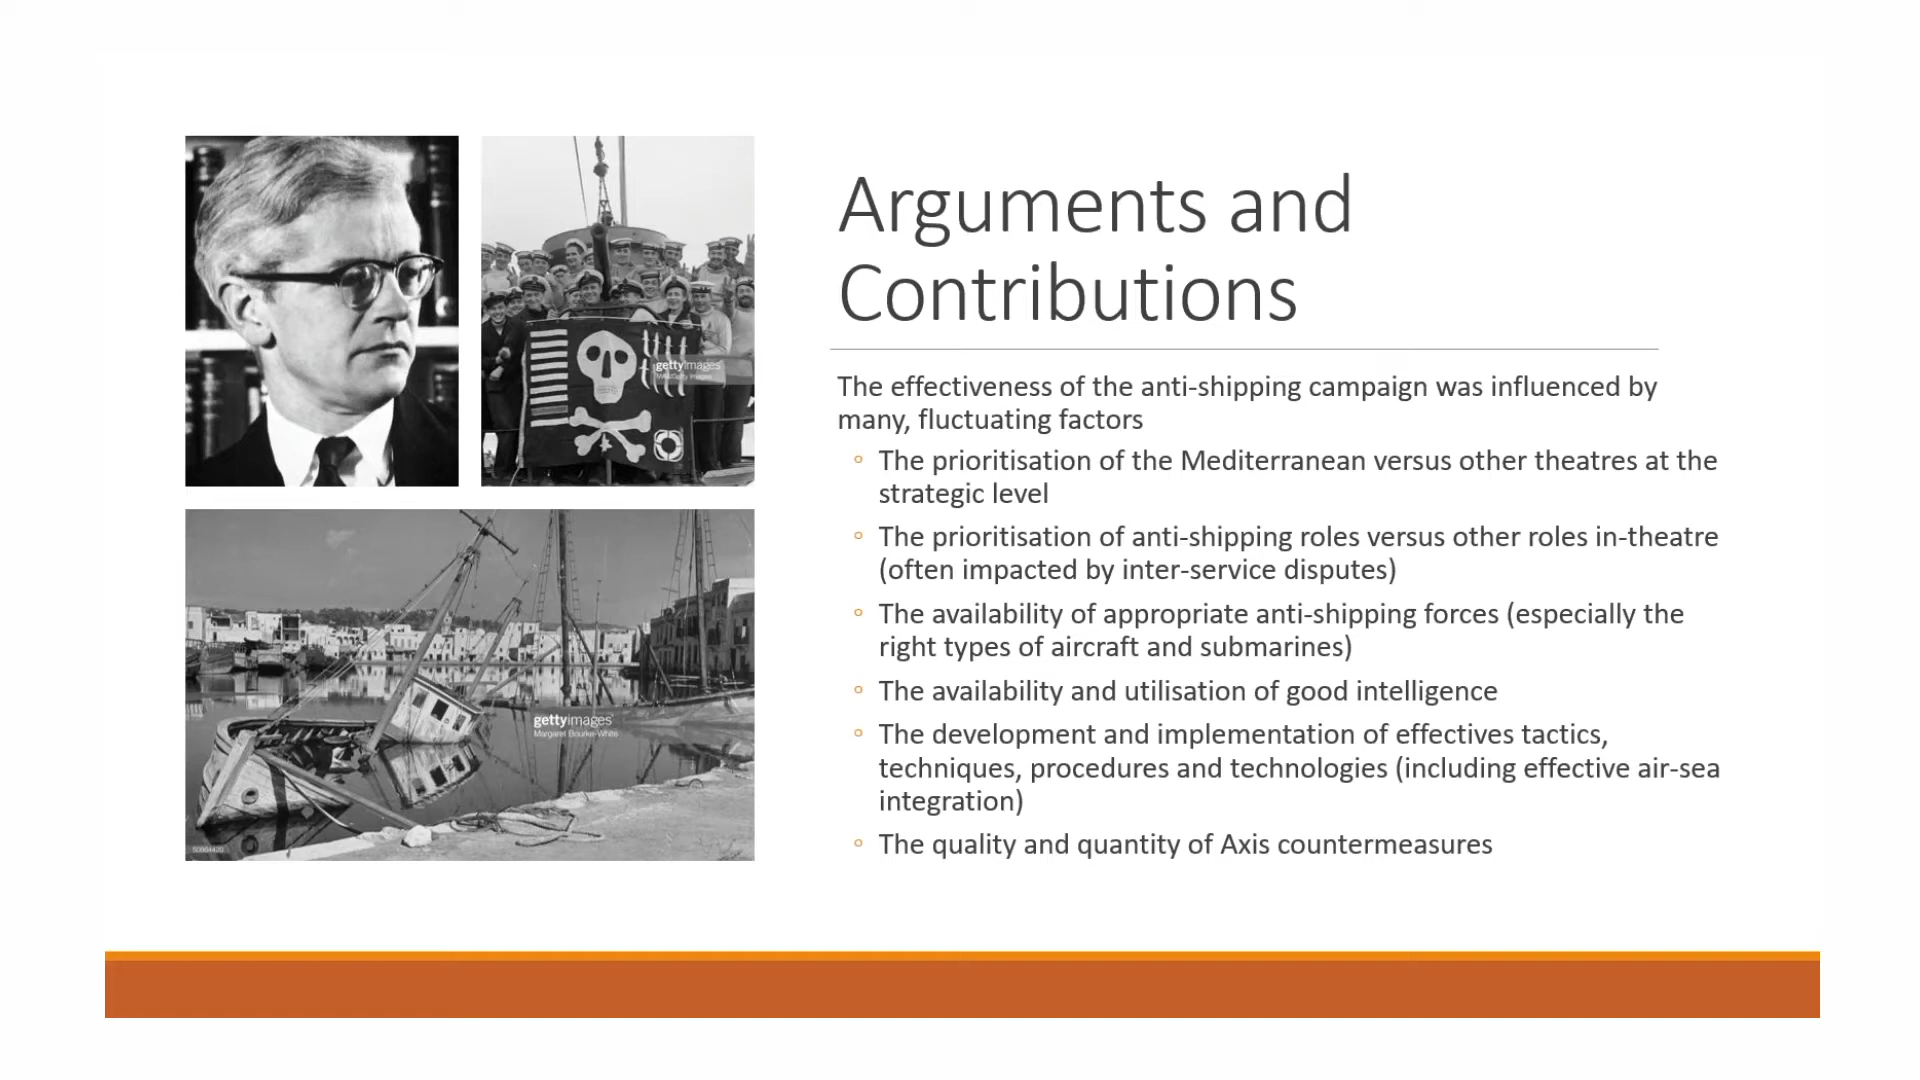 Arguments and
Contributions
The effectiveness of the anti-shipping campaign was influenced by
many, fluctuating factors
◦ The prioritisation of the Mediterranean versus other theatres at the
strategic level
◦ The prioritisation of anti-shipping roles versus other roles in-theatre
(often impacted by inter-service disputes)
◦ The availability of appropriate anti-shipping forces (especially the
right types of aircraft and submarines)
◦ The availability and utilisation of good intelligence
◦ The development and implementation of effectives tactics,
techniques, procedures and technologies (including effective air-sea
integration)
◦ The quality and quantity of Axis countermeasures
gettyimages
gettyimages
Margaret Bourke-White